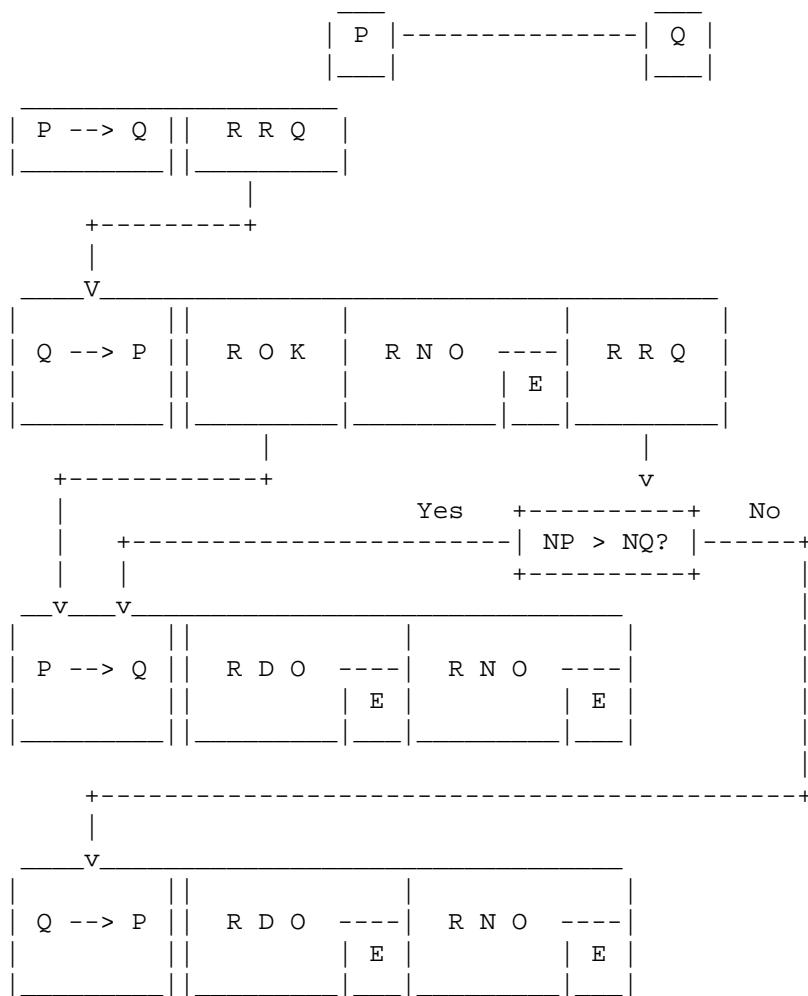 P Q
P --> Q R R Q
Q --> P R O K R N O R R Q
E
Yes No
NP > NQ?
P --> Q R D O R N O
E E
Q --> P R D O R N O
E E